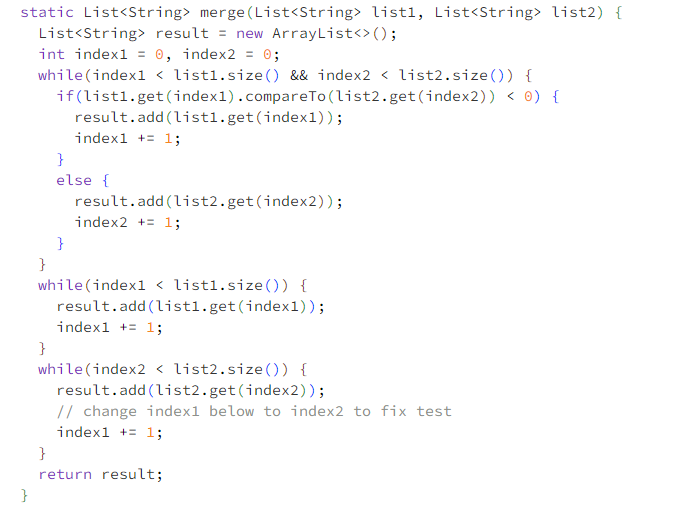 static List<String> merge(List<String> list1, List<String> list2) {
  List<String> result = new ArrayList<>();
  int index1 = 0, index2 = 0;
  while(index1 < list1.size() && index2 < list2.size()) {
    if(list1.get(index1).compareTo(list2.get(index2)) < 0) {
      result.add(list1.get(index1));
      index1 += 1;
    }
    else {
      result.add(list2.get(index2));
      index2 += 1;
    }
  }
  while(index1 < list1.size()) {
    result.add(list1.get(index1));
    index1 += 1;
  }
  while(index2 < list2.size()) {
    result.add(list2.get(index2));
    // change index1 below to index2 to fix test
    index1 += 1;
  }
  return result;
}